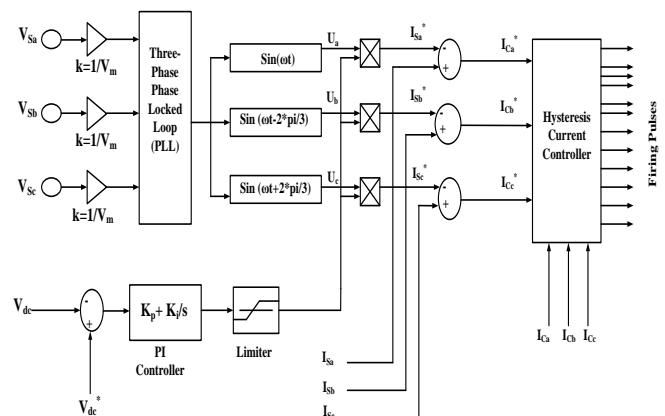 V_Sa
k=1/V_m
V_Sb
k=1/V_m
V_Sc
k=1/V_m
Three-
Phase
Phase
Locked
Loop
(PLL)
Sin(ωt)
Sin (ωt-2*pi/3)
Sin (ωt+2*pi/3)
U_a
U_b
U_c
I_Sa*
I_Sb*
I_Sc*
-
+
-
+
-
+
I_Ca*
I_Cb*
I_Cc*
Hysteresis
Current
Controller
Firing Pulses
I_Ca
I_Cb
I_Cc
V_dc
-
+
V_dc*
K_p+ K_i/s
PI
Controller
Limiter
I_Sa
I_Sb
I_Sc